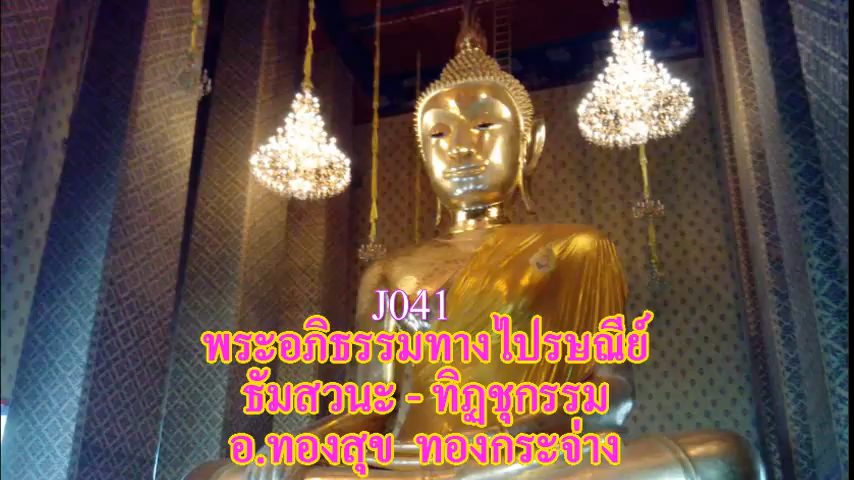 J041
พระอภิธรรมทางไปรษณีย์
ธัมสวนะ - ทิฏชุกรรม
อ.ทองสุข ทองกระจ่าง